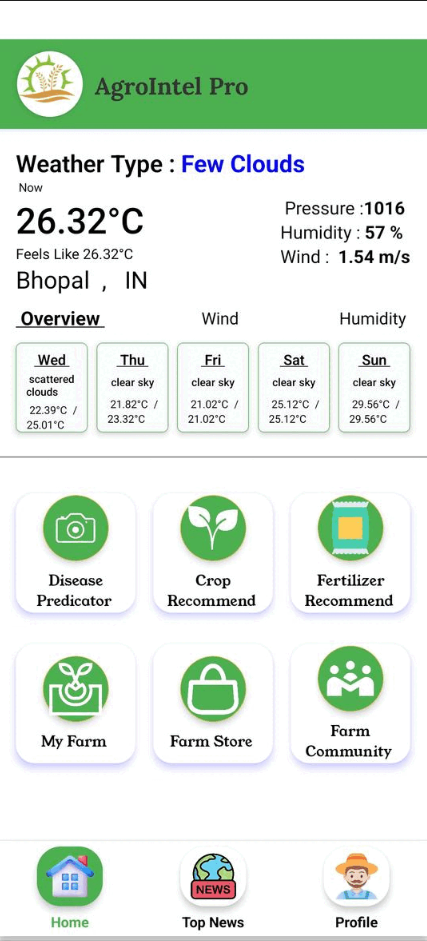 AgroIntel Pro
Weather Type : Few Clouds
Now
26.32°C
Feels Like 26.32°C
Bhopal , IN
Pressure :1016
Humidity : 57 %
Wind : 1.54 m/s
Overview
Wind
Humidity
Wed
scattered
clouds
22.39°C /
25.01°C
Thu
clear sky
21.82°C /
23.32°C
Fri
clear sky
21.02°C /
21.02°C
Sat
clear sky
25.12°C /
25.12°C
Sun
clear sky
29.56°C /
29.56°C
Disease
Predicator
Crop
Recommend
Fertilizer
Recommend
My Farm
Farm Store
Farm
Community
Home
NEWS
Top News
Profile